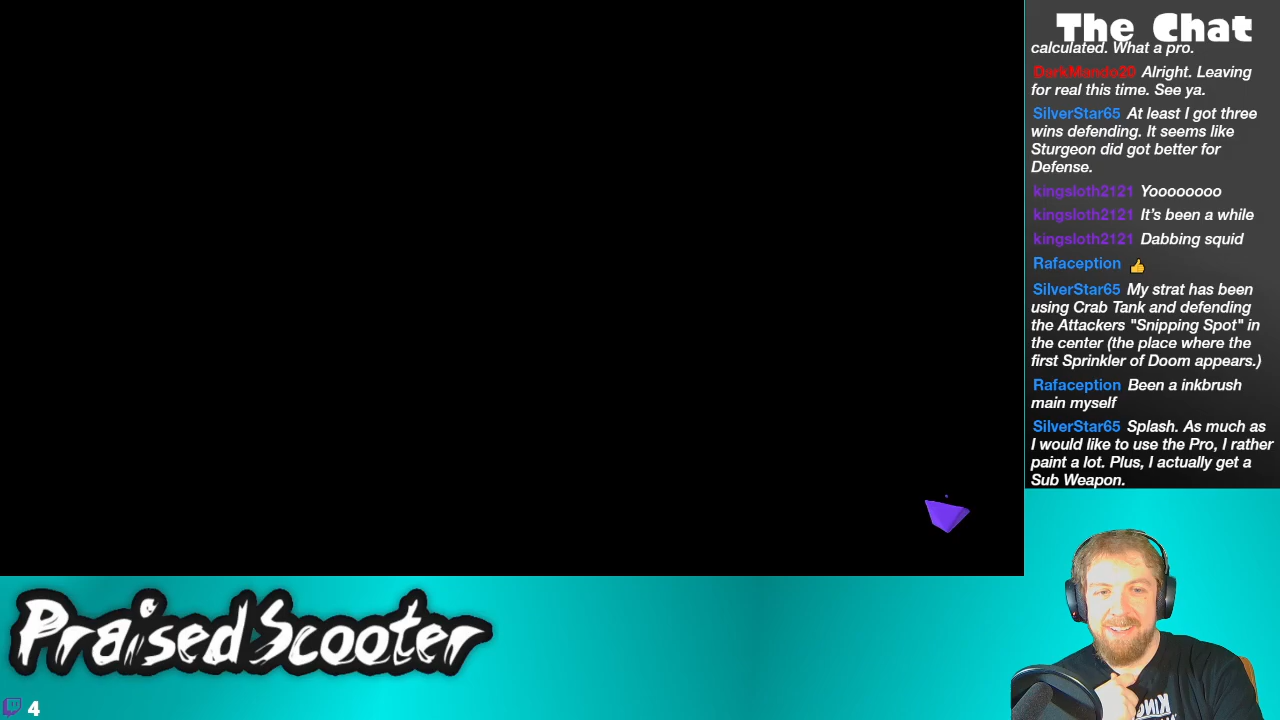 The Chat
calculated. What a pro.
DarkMando20 Alright. Leaving
for real this time. See ya.
SilverStar65 At least I got three
wins defending. It seems like
Sturgeon did got better for
Defense.
kingsloth2121 Yoooooooo
kingsloth2121 It's been a while
kingsloth2121 Dabbing squid
Rafaception 👍
SilverStar65 My strat has been
using Crab Tank and defending
the Attackers "Snipping Spot" in
the center (the place where the
first Sprinkler of Doom appears.)
Rafaception Been a inkbrush
main myself
SilverStar65 Splash. As much as
I would like to use the Pro, I rather
paint a lot. Plus, I actually get a
Sub Weapon.
PraisedScooter
4